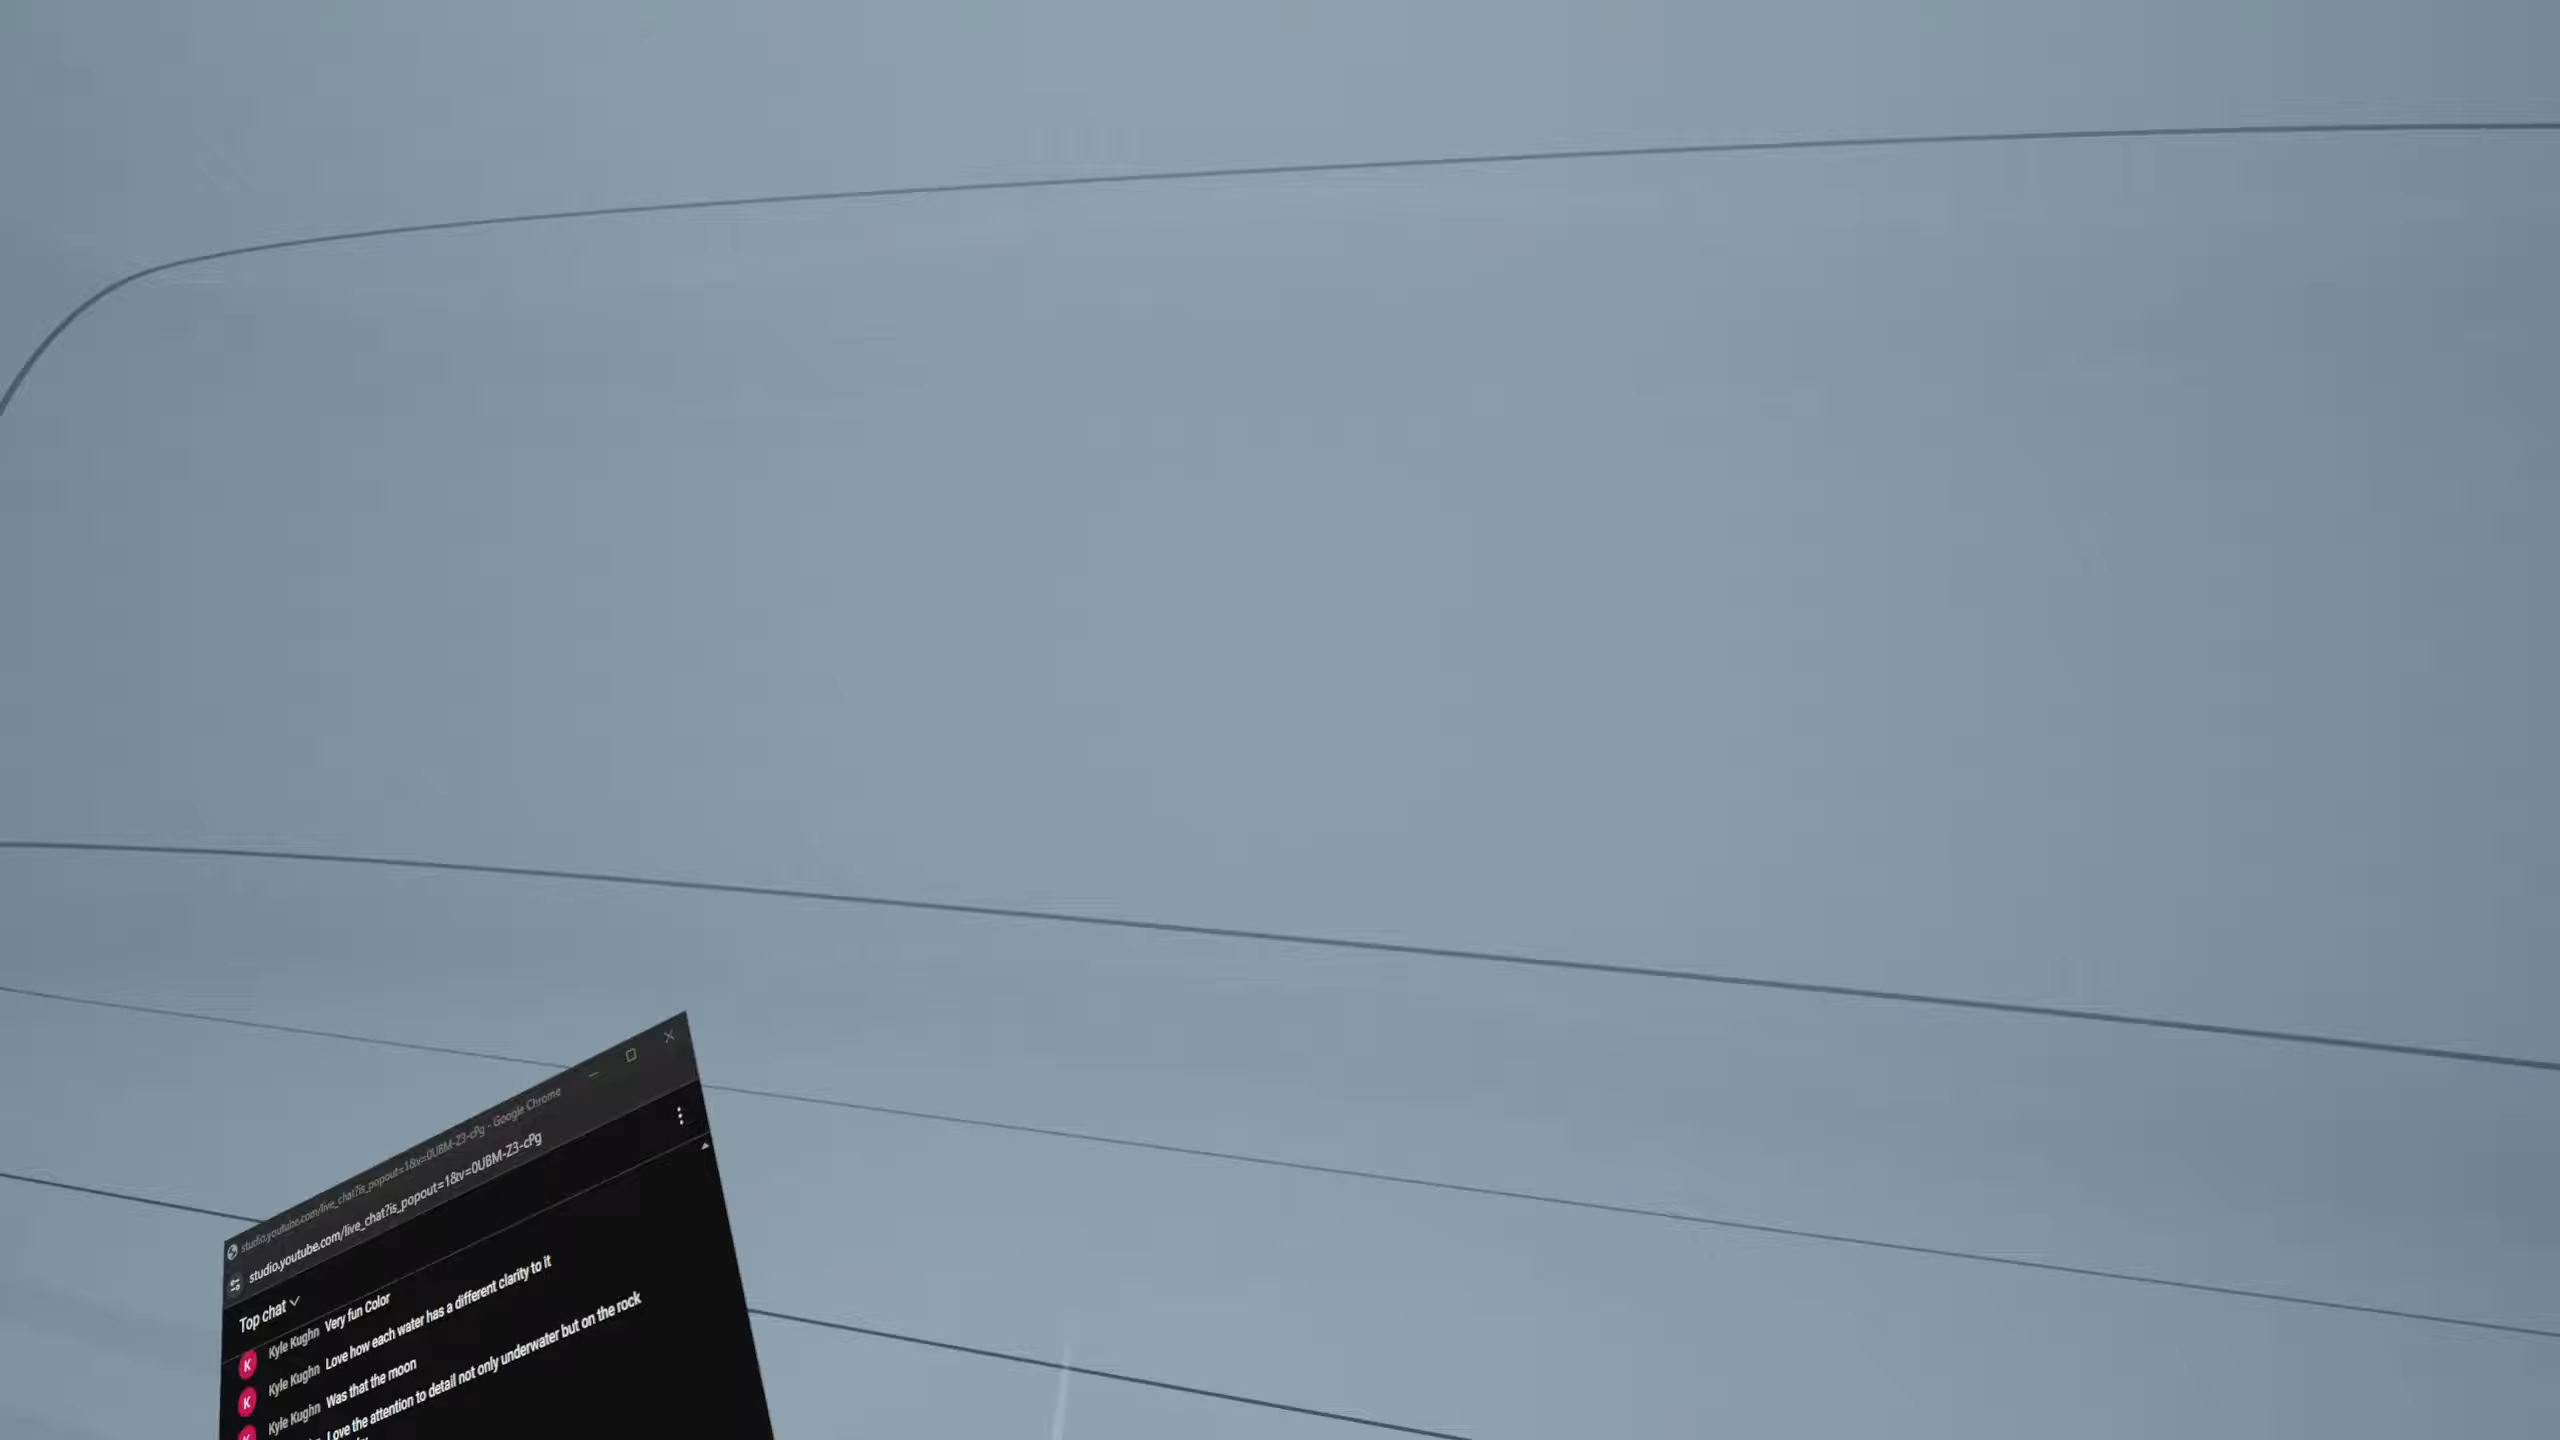 studio.youtube.com/live_chat?is_popout=1&v=0UBM-Z3-cPg - Google Chrome
studio.youtube.com/live_chat?is_popout=1&v=0UBM-Z3-cPg
Top chat
K Kyle Kughn Very fun Color
K Kyle Kughn Love how each water has a different clarity to it
K Kyle Kughn Was that the moon
Love the attention to detail not only underwater but on the rock